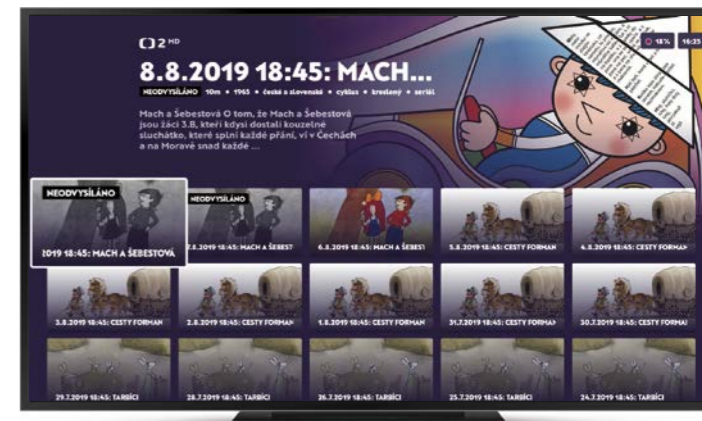 2 HD
18% 16:25
8.8.2019 18:45: MACH...
NEODVYSÍLÁNO 10m • 1965 • české a slovenské • cyklus • kreslený • seriál
Mach a Šebestová O tom, že Mach a Šebestová
jsou žáci 3.B, kteří kdysi dostali kouzelné
sluchátko, které splní každé přání, ví v Čechách
a na Moravě snad každé ...
NEODVYSÍLÁNO
2019 18:45: MACH A ŠEBESTOVÁ
NEODVYSÍLÁNO
7.8.2019 18:45: MACH A ŠEBEST
6.8.2019 18:45: MACH A ŠEBEST
5.8.2019 18:45: CESTY FORMAN
4.8.2019 18:45: CESTY FORMAN
3.8.2019 18:45: CESTY FORMAN
2.8.2019 18:45: CESTY FORMAN
1.8.2019 18:45: CESTY FORMAN
31.7.2019 18:45: CESTY FORMAN
30.7.2019 18:45: CESTY FORMAN
29.7.2019 18:45: TARBÍCI
28.7.2019 18:45: TARBÍCI
26.7.2019 18:45: TARBÍCI
25.7.2019 18:45: TARBÍCI
24.7.2019 18:45: TARBÍCI